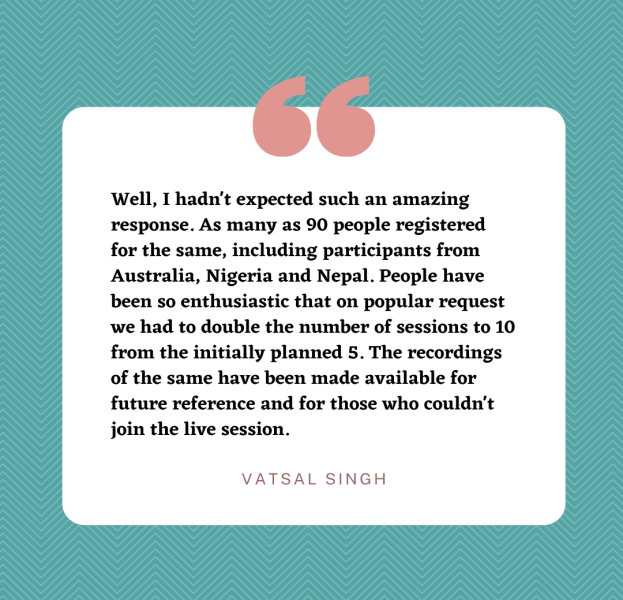 Well, I hadn't expected such an amazing
response. As many as 90 people registered
for the same, including participants from
Australia, Nigeria and Nepal. People have
been so enthusiastic that on popular request
we had to double the number of sessions to 10
from the initially planned 5. The recordings
of the same have been made available for
future reference and for those who couldn't
join the live session.
VATSAL SINGH